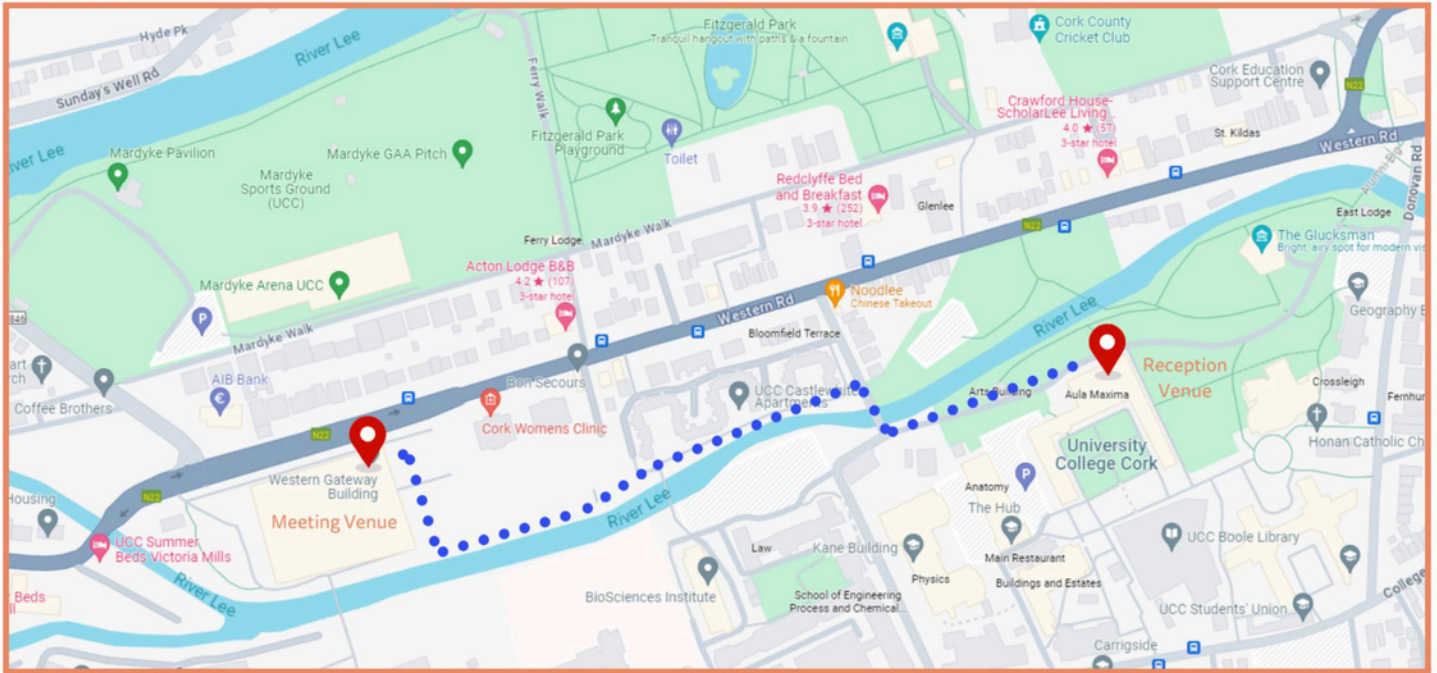 Hyde Pk
Sunday's Well Rd
River Lee
iver Lee
Ferry Walk
Fitzgerald Park
Tranquil hangout with paths & a fountain
Cork County
Cricket Club
Cork Education
Support Centre
N22
Crawford House-
ScholarLee Living...
4.0 ★ (57)
3-star hotel
St. Kildas
Western Rd
Mardyke Pavilion
Mardyke GAA Pitch
Fitzgerald Park
Playground
Toilet
Mardyke
Sports Ground
(UCC)
Redclyffe Bed
and Breakfast
3.9 ★ (252)
3-star hotel
Glenlee
N22
Donovan Rd
East Lodge
The Glucksman
Bright, airy spot for modern vis
Ferry Lodge
Mardyke Walk
Acton Lodge B&B
4.2 ★ (107)
3-star hotel
Mardyke Arena UCC
P
Mardyke Walk
Noodlee
Chinese Takeout
Western Rd
Bloomfield Terrace
River Lee
Geography B
846
art
rch
AIB Bank
Coffee Brothers
Bon Secours
UCC Castlewhite
Apartments
Arts Building
Aula Maxima
Reception
Venue
Crossleigh
Fernhur
Cork Womens Clinic
N22
Honan Catholic Ch
University
College Cork
Western Gateway
Building
Meeting Venue
N22
Housing
UCC Summer
Beds Victoria Mills
River Lee
River Lee
Anatomy
P
The Hub
Law
Kane Building
Main Restaurant
UCC Boole Library
Physics
Buildings and Estates
Beds
ll
BioSciences Institute
School of Engineering
Process and Chemical...
UCC Students' Union
College
Carrigside